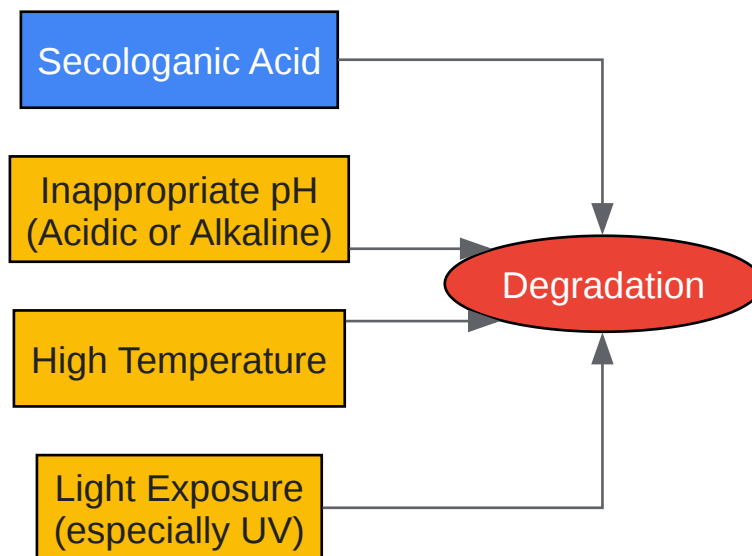 Secologanic Acid
Inappropriate pH
(Acidic or Alkaline)
Degradation
High Temperature
Light Exposure
(especially UV)